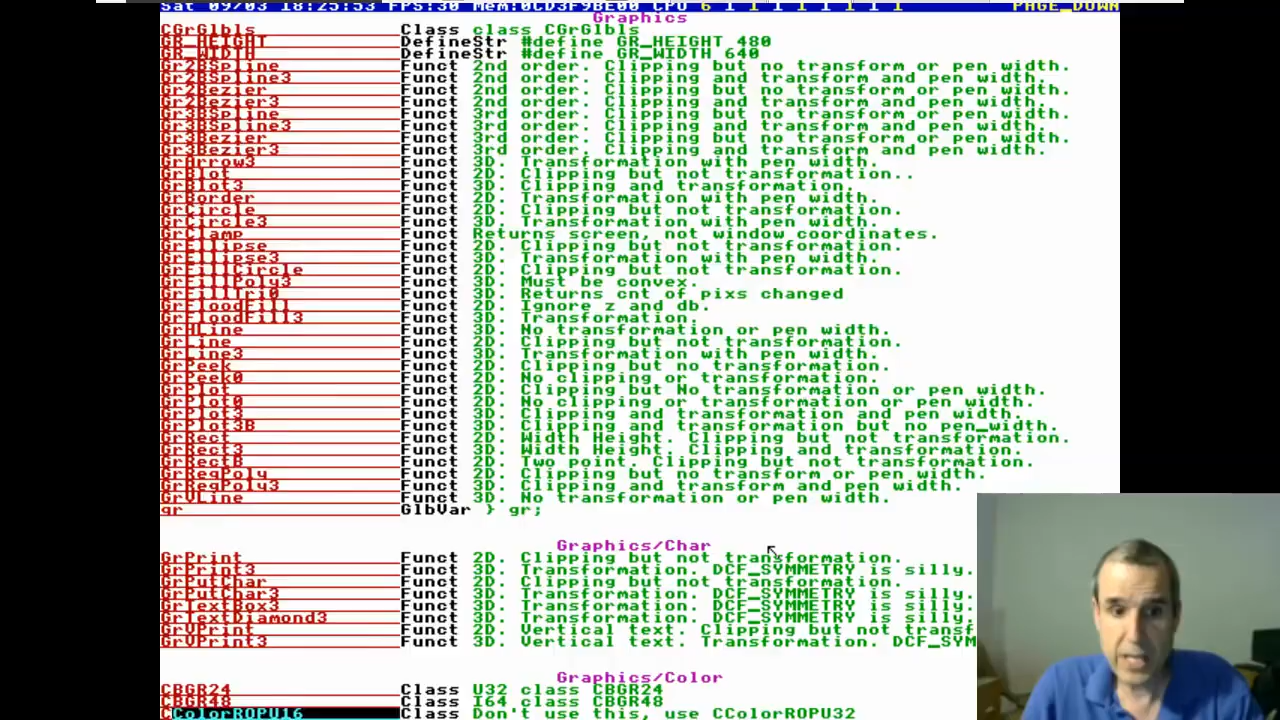 Sat 09/03 18:25:53 FPS:30 Mem:0CD3F9BE00 CPU 6 1 1 1 1 1 1 1 PAGE_DOWN
Graphics
CGrGlbls Class class CGrGlbls
GR_HEIGHT DefineStr #define GR_HEIGHT 480
GR_WIDTH DefineStr #define GR_WIDTH 640
Gr2BSpline Funct 2nd order. Clipping but no transform or pen width.
Gr2BSpline3 Funct 2nd order. Clipping and transform and pen width.
Gr2Bezier Funct 2nd order. Clipping but no transform or pen width.
Gr2Bezier3 Funct 2nd order. Clipping and transform and pen width.
Gr3BSpline Funct 3rd order. Clipping but no transform or pen width.
Gr3BSpline3 Funct 3rd order. Clipping and transform and pen width.
Gr3Bezier Funct 3rd order. Clipping but no transform or pen width.
Gr3Bezier3 Funct 3rd order. Clipping and transform and pen width.
GrArrow3 Funct 3D. Transformation with pen width.
GrBlot Funct 2D. Clipping but not transformation..
GrBlot3 Funct 3D. Clipping and transformation.
GrBorder Funct 2D. Transformation with pen width.
GrCircle Funct 2D. Clipping but not transformation.
GrCircle3 Funct 3D. Transformation with pen width.
GrClamp Funct Returns screen, not window coordinates.
GrEllipse Funct 2D. Clipping but not transformation.
GrEllipse3 Funct 3D. Transformation with pen width.
GrFillCircle Funct 2D. Clipping but not transformation.
GrFillPoly3 Funct 3D. Must be convex.
GrFillTri0 Funct 3D. Returns cnt of pixs changed
GrFloodFill Funct 2D. Ignore z and db.
GrFloodFill3 Funct 3D. Transformation.
GrHLine Funct 3D. No transformation or pen width.
GrLine Funct 2D. Clipping but not transformation.
GrLine3 Funct 3D. Transformation with pen width.
GrPeek Funct 2D. Clipping but no transformation.
GrPeek0 Funct 2D. No clipping or transformation.
GrPlot Funct 2D. Clipping but No transformation or pen width.
GrPlot0 Funct 2D. No clipping or transformation or pen width.
GrPlot3 Funct 3D. Clipping and transformation and pen width.
GrPlot3B Funct 3D. Clipping and transformation but no pen_width.
GrRect Funct 2D. Width Height. Clipping but not transformation.
GrRect3 Funct 3D. Width Height. Clipping and transformation.
GrRectB Funct 2D. Two point. Clipping but not transformation.
GrRegPoly Funct 2D. Clipping but no transform or pen width.
GrRegPoly3 Funct 3D. Clipping and transform and pen width.
GrVLine Funct 3D. No transformation or pen width.
gr GlbVar } gr;
Graphics/Char
GrPrint Funct 2D. Clipping but not transformation.
GrPrint3 Funct 3D. Transformation. DCF_SYMMETRY is silly.
GrPutChar Funct 2D. Clipping but not transformation.
GrPutChar3 Funct 3D. Transformation. DCF_SYMMETRY is silly.
GrTextBox3 Funct 3D. Transformation. DCF_SYMMETRY is silly.
GrTextDiamond3 Funct 3D. Transformation. DCF_SYMMETRY is silly.
GrVPrint Funct 2D. Vertical text. Clipping but not transf
GrVPrint3 Funct 3D. Vertical text. Transformation. DCF_SYM
Graphics/Color
CBGR24 Class U32 class CBGR24
CBGR48 Class I64 class CBGR48
CColorROPU16 Class Don't use this, use CColorROPU32